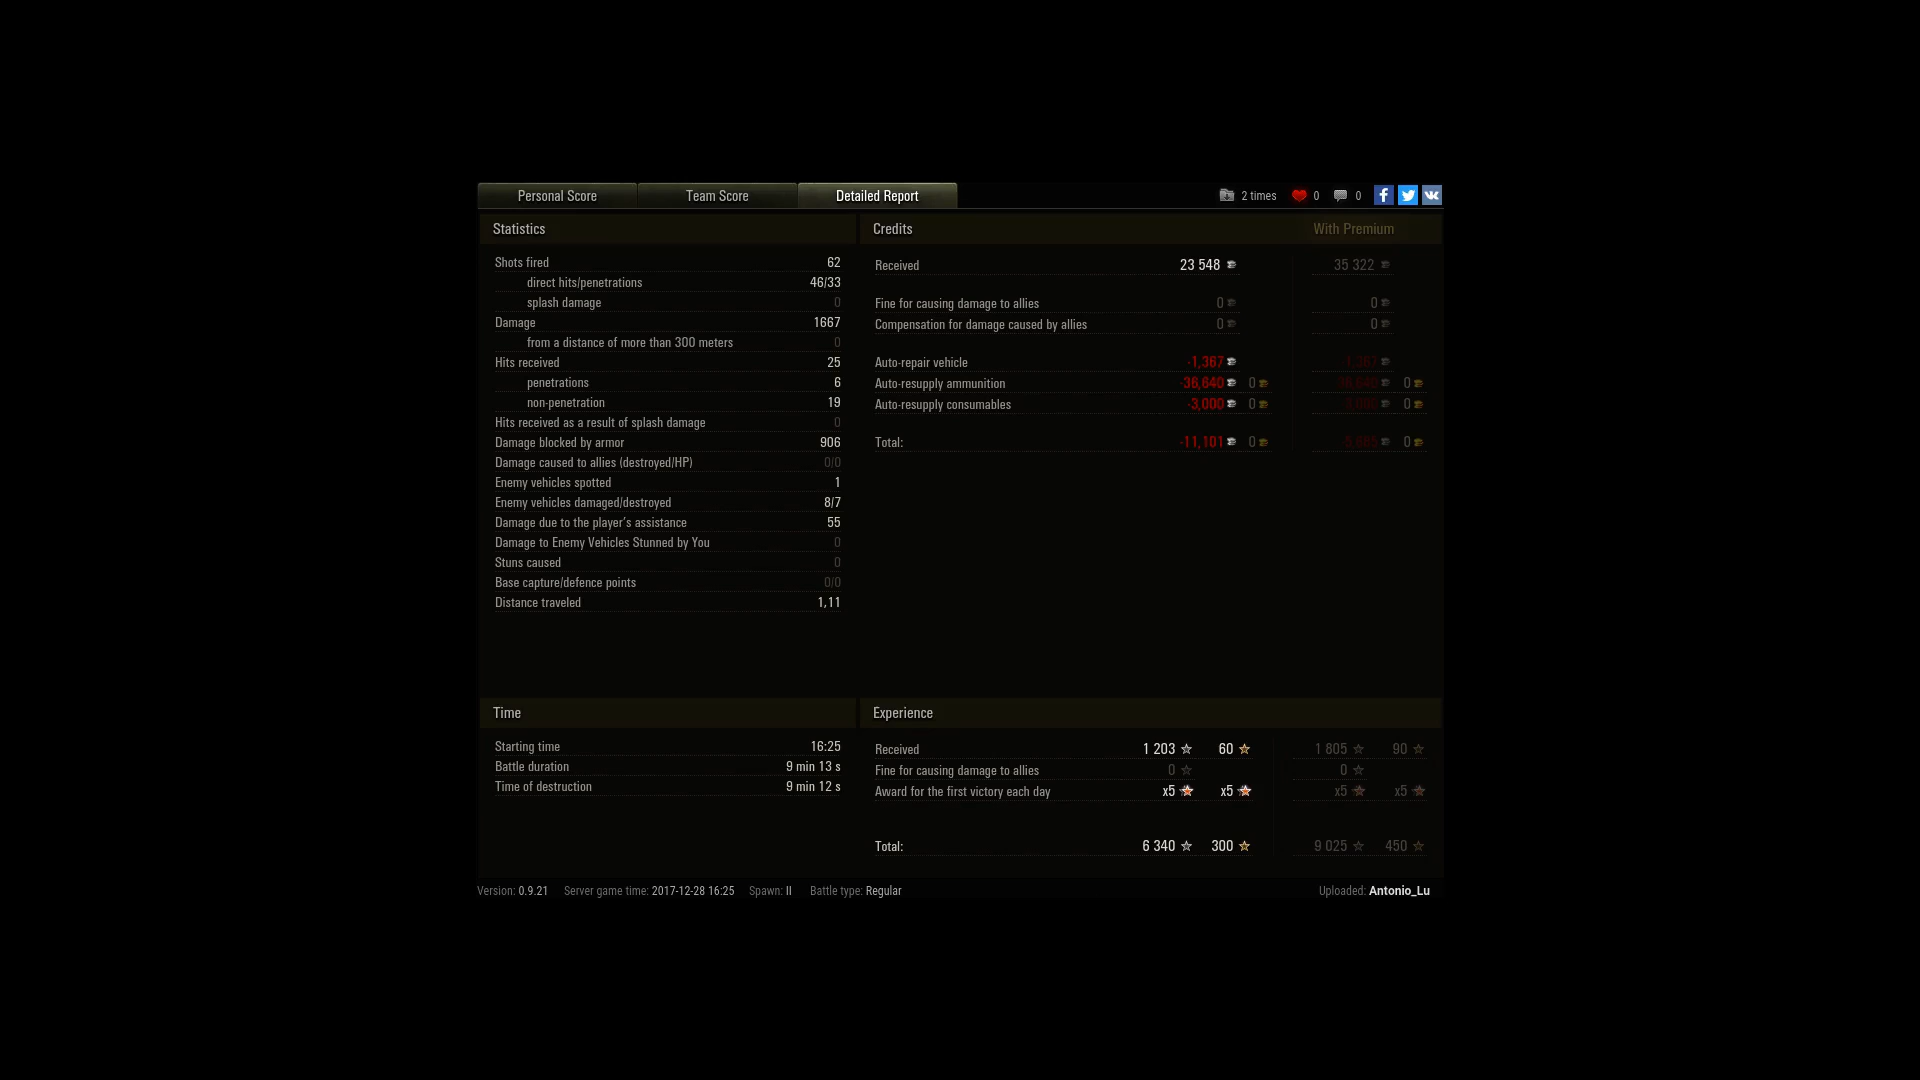 Personal Score Team Score Detailed Report 2 times 0 0
Statistics
Shots fired 62
direct hits/penetrations 46/33
splash damage 0
Damage 1667
from a distance of more than 300 meters 0
Hits received 25
penetrations 6
non-penetration 19
Hits received as a result of splash damage 0
Damage blocked by armor 906
Damage caused to allies (destroyed/HP) 0/0
Enemy vehicles spotted 1
Enemy vehicles damaged/destroyed 8/7
Damage due to the player's assistance 55
Damage to Enemy Vehicles Stunned by You 0
Stuns caused 0
Base capture/defence points 0/0
Distance traveled 1,11
Credits With Premium
Received 23 548 35 322
Fine for causing damage to allies 0 0
Compensation for damage caused by allies 0 0
Auto-repair vehicle -1,367 1,367
Auto-resupply ammunition -36,640 0 0
Auto-resupply consumables -3,000 0 0
Total: -11,101 0 0
Time
Starting time 16:25
Battle duration 9 min 13 s
Time of destruction 9 min 12 s
Experience
Received 1 203 60 1 805 90
Fine for causing damage to allies 0 0
Award for the first victory each day x5 x5 x5 x5
Total: 6 340 300 9 025 450
Version: 0.9.21 Server game time: 2017-12-28 16:25 Spawn: II Battle type: Regular Uploaded: Antonio_Lu